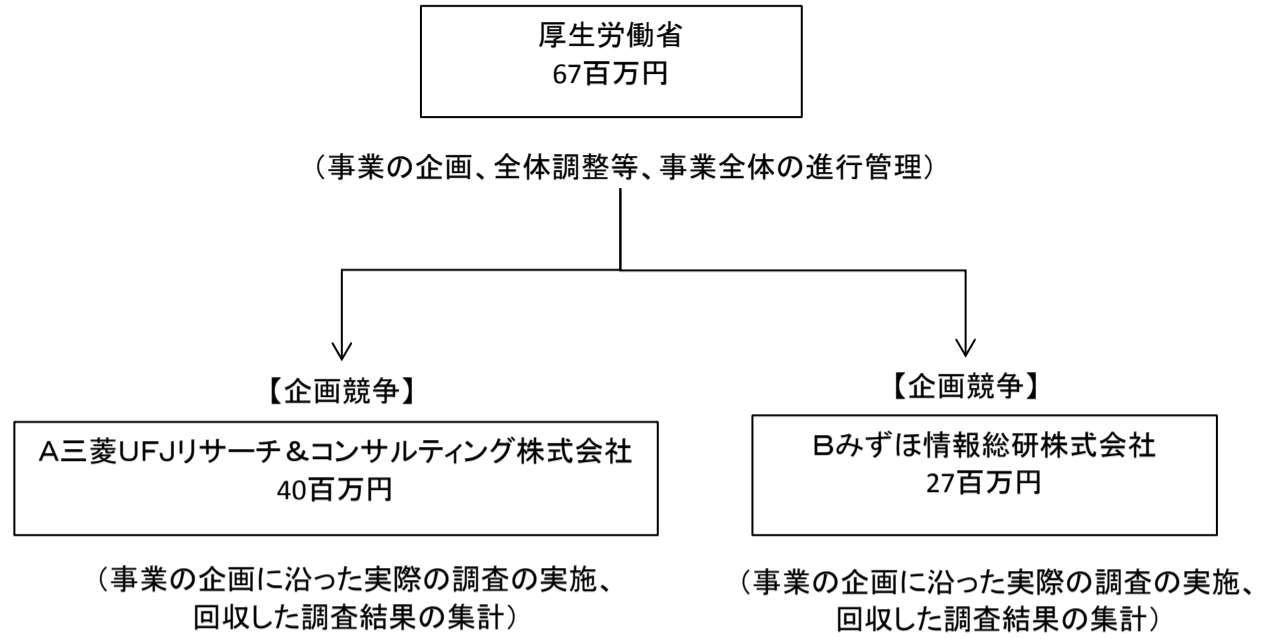 厚生労働省
67百万円
（事業の企画、全体調整等、事業全体の進行管理）
【企画競争】
A三菱UFJリサーチ＆コンサルティング株式会社
40百万円
（事業の企画に沿った実際の調査の実施、
回収した調査結果の集計）
【企画競争】
Bみずほ情報総研株式会社
27百万円
（事業の企画に沿った実際の調査の実施、
回収した調査結果の集計）